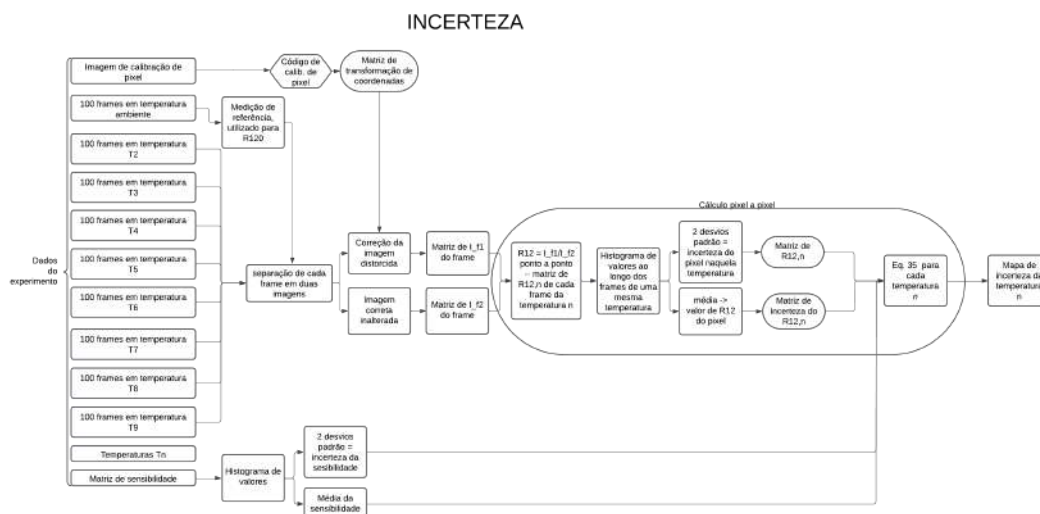 INCERTEZA
Imagem de calibração de
pixel
Código de
calib. de
pixel
Matriz de
transformação de
coordenadas
100 frames em temperatura
ambiente
Medição de
referência,
utilizado para
R120
100 frames em temperatura
T2
100 frames em temperatura
T3
100 frames em temperatura
T4
100 frames em temperatura
T5
100 frames em temperatura
T6
100 frames em temperatura
T7
100 frames em temperatura
T8
100 frames em temperatura
T9
Temperaturas Tn
Matriz de sensibilidade
Dados
do
experimento
separação de cada
frame em duas
imagens
Correção da
imagem
distorcida
Imagem
correta
inalterada
Matriz de I_f1
do frame
Matriz de I_f2
do frame
Cálculo pixel a pixel
R12 = I_f1/I_f2
ponto a ponto
– matriz de
R12,n de cada
frame da
temperatura n
Histograma de
valores ao
longo dos
frames de uma
mesma
temperatura
2 desvios
padrão =
incerteza do
pixel naquela
temperatura
média ->
valor de R12
do pixel
Matriz de
R12,n
Matriz de
incerteza do
R12,n
Eq. 35 para
cada
temperatura
n
Mapa de
incerteza da
temperatura
n
Histograma de
valores
2 desvios
padrão =
incerteza da
sesibilidade
Média da
sensibilidade